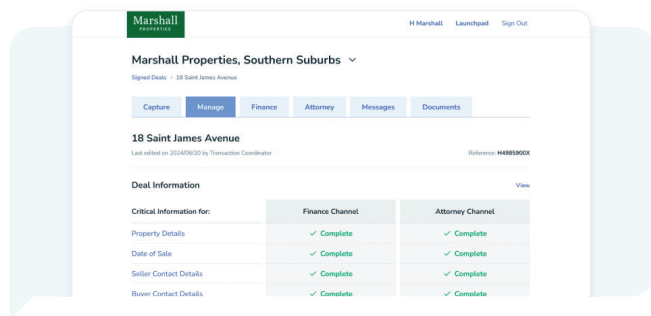 Marshall
PROPERTIES
H Marshall Launchpad Sign Out
Marshall Properties, Southern Suburbs
Signed Deals > 18 Saint James Avenue
Capture Manage Finance Attorney Messages Documents
18 Saint James Avenue
Last edited on 2024/06/20 by Transaction Coordinator Reference: H4985900X
Deal Information View
Critical Information for: Finance Channel Attorney Channel
Property Details ✓ Complete ✓ Complete
Date of Sale ✓ Complete ✓ Complete
Seller Contact Details ✓ Complete ✓ Complete
Buyer Contact Details ✓ Complete ✓ Complete